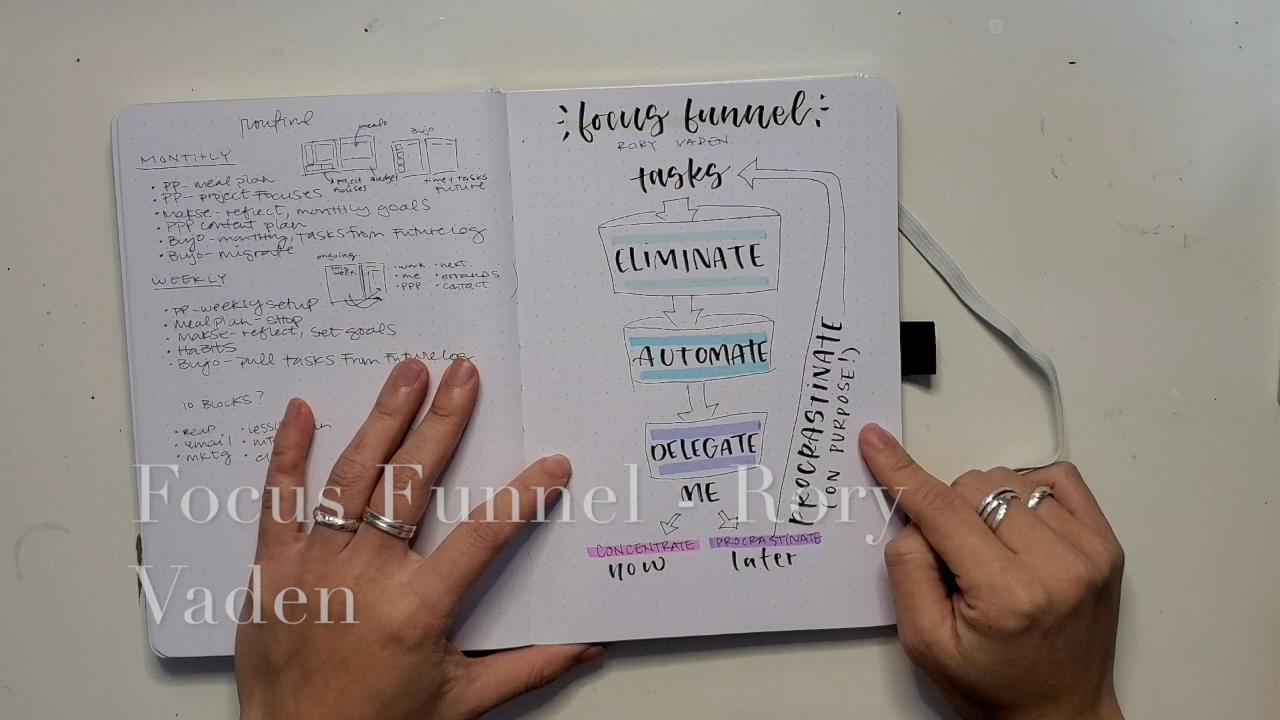 routine
MONTHLY
meals
Bujo
project focuses
budget
times tasks
future
• PP - meal plan
• PP - project focuses
• Makse - reflect, monthly goals
• PPP content plan
• Bujo - monthly, tasks from Future Log
• Bujo - migrate
WEEKLY
ongoing
• work • next
• me • errands
• PPP • contact
• PP - weekly setup
• Meal plan - shop
• Makse - reflect, set goals
• Habits
• Bujo - pull tasks from Future Log
10 BLOCKS?
• read
• email
• mktg
focus funnel
RORY VADEN
tasks
ELIMINATE
AUTOMATE
DELEGATE
ME
CONCENTRATE
now
PROCRASTINATE
later
PROCRASTINATE
(ON PURPOSE!)
Focus Funnel - Rory
Vaden